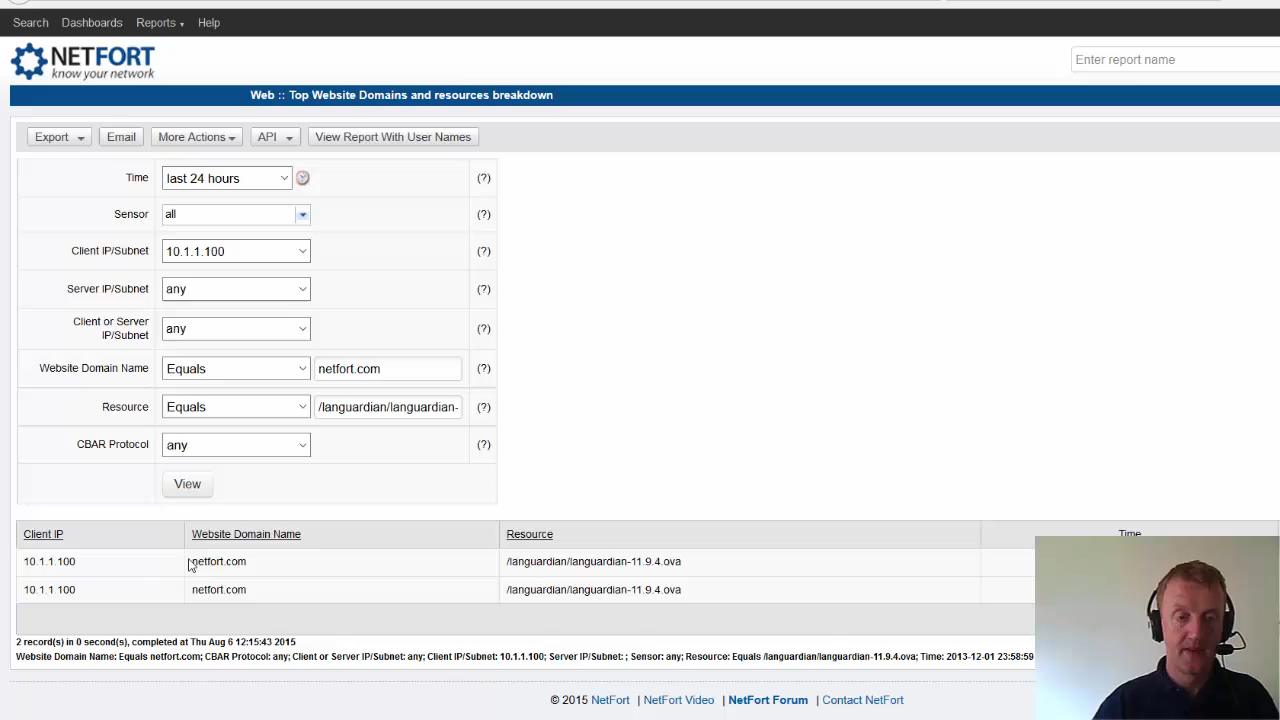 Search Dashboards Reports Help
NETFORT
know your network
Enter report name
Web :: Top Website Domains and resources breakdown
Export Email More Actions API View Report With User Names
Time last 24 hours (?)
Sensor all (?)
Client IP/Subnet 10.1.1.100 (?)
Server IP/Subnet any (?)
Client or Server
IP/Subnet any (?)
Website Domain Name Equals netfort.com (?)
Resource Equals /languardian/languardian- (?)
CBAR Protocol any (?)
View
Client IP Website Domain Name Resource Time
10.1.1.100 netfort.com /languardian/languardian-11.9.4.ova
10.1.1.100 netfort.com /languardian/languardian-11.9.4.ova
2 record(s) in 0 second(s), completed at Thu Aug 6 12:15:43 2015
Website Domain Name: Equals netfort.com; CBAR Protocol: any; Client or Server IP/Subnet: any; Client IP/Subnet: 10.1.1.100; Server IP/Subnet: ; Sensor: any; Resource: Equals /languardian/languardian-11.9.4.ova; Time: 2013-12-01 23:58:59
© 2015 NetFort | NetFort Video | NetFort Forum | Contact NetFort